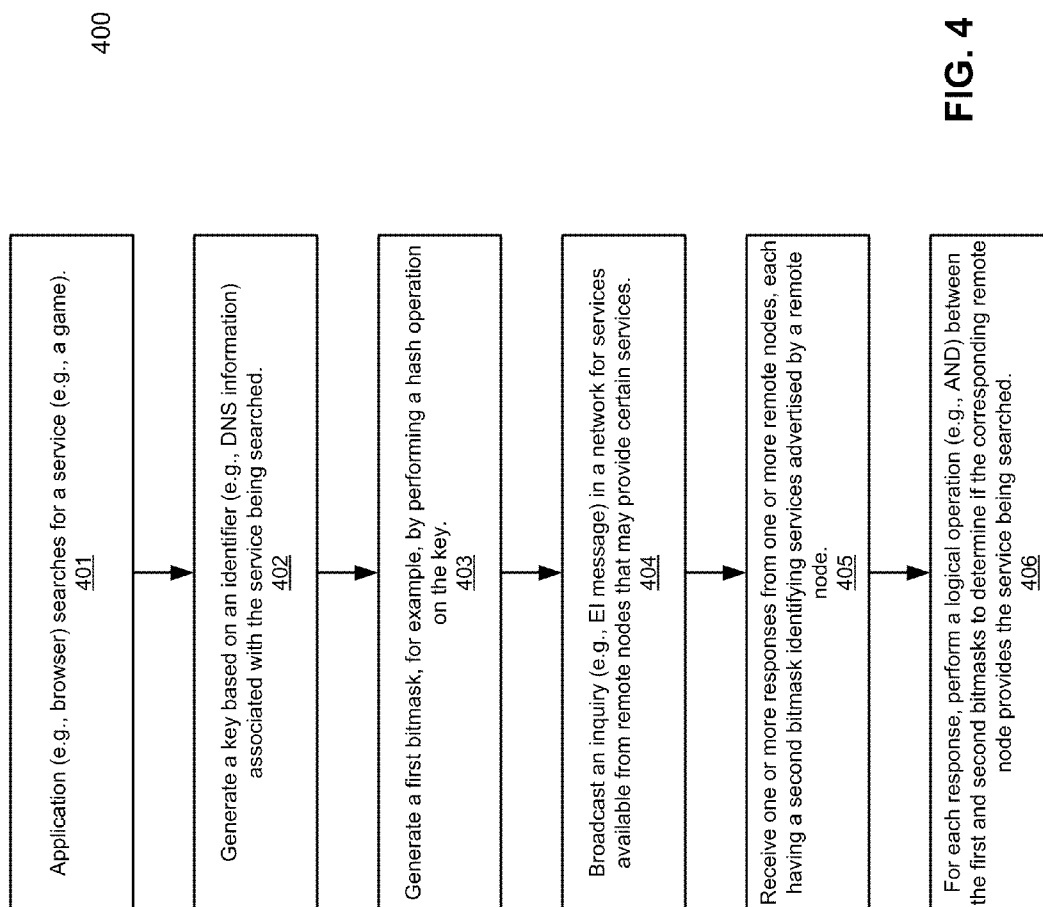 400
Application (e.g., browser) searches for a service (e.g., a game).
401
Generate a key based on an identifier (e.g., DNS information)
associated with the service being searched.
402
Generate a first bitmask, for example, by performing a hash operation
on the key.
403
Broadcast an inquiry (e.g., EI message) in a network for services
available from remote nodes that may provide certain services.
404
Receive one or more responses from one or more remote nodes, each
having a second bitmask identifying services advertised by a remote
node.
405
For each response, perform a logical operation (e.g., AND) between
the first and second bitmasks to determine if the corresponding remote
node provides the service being searched.
406
FIG. 4